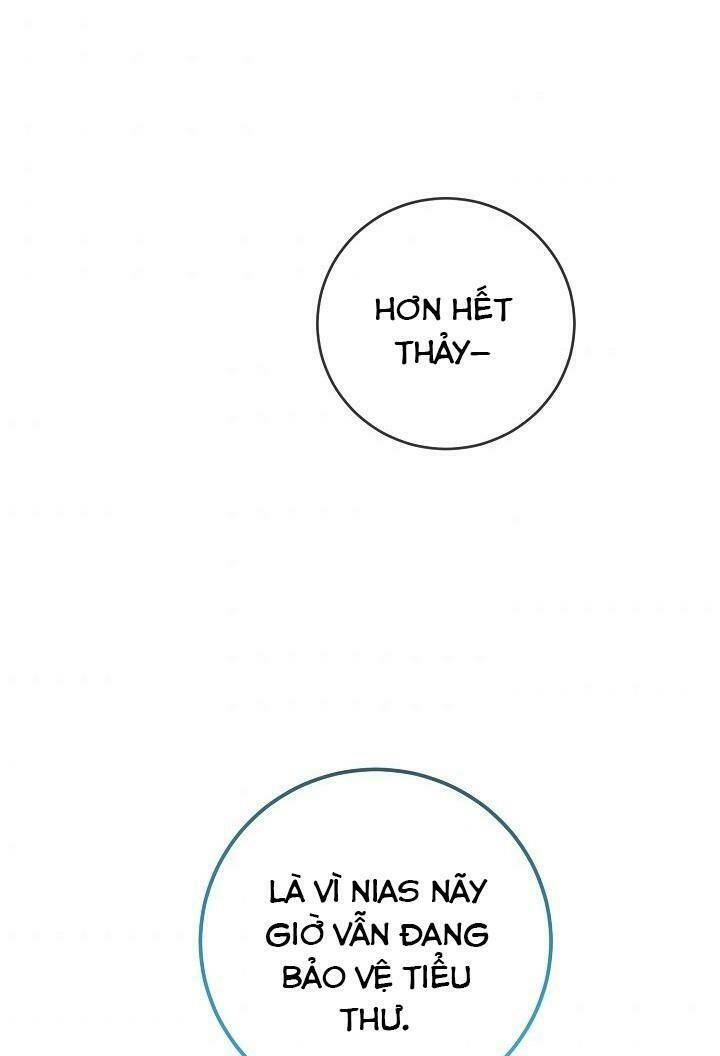 HƠN HẾT
THẢY–
LÀ VÌ NIAS NÃY
GIỜ VẪN ĐANG
BẢO VỆ TIỂU
THƯ.